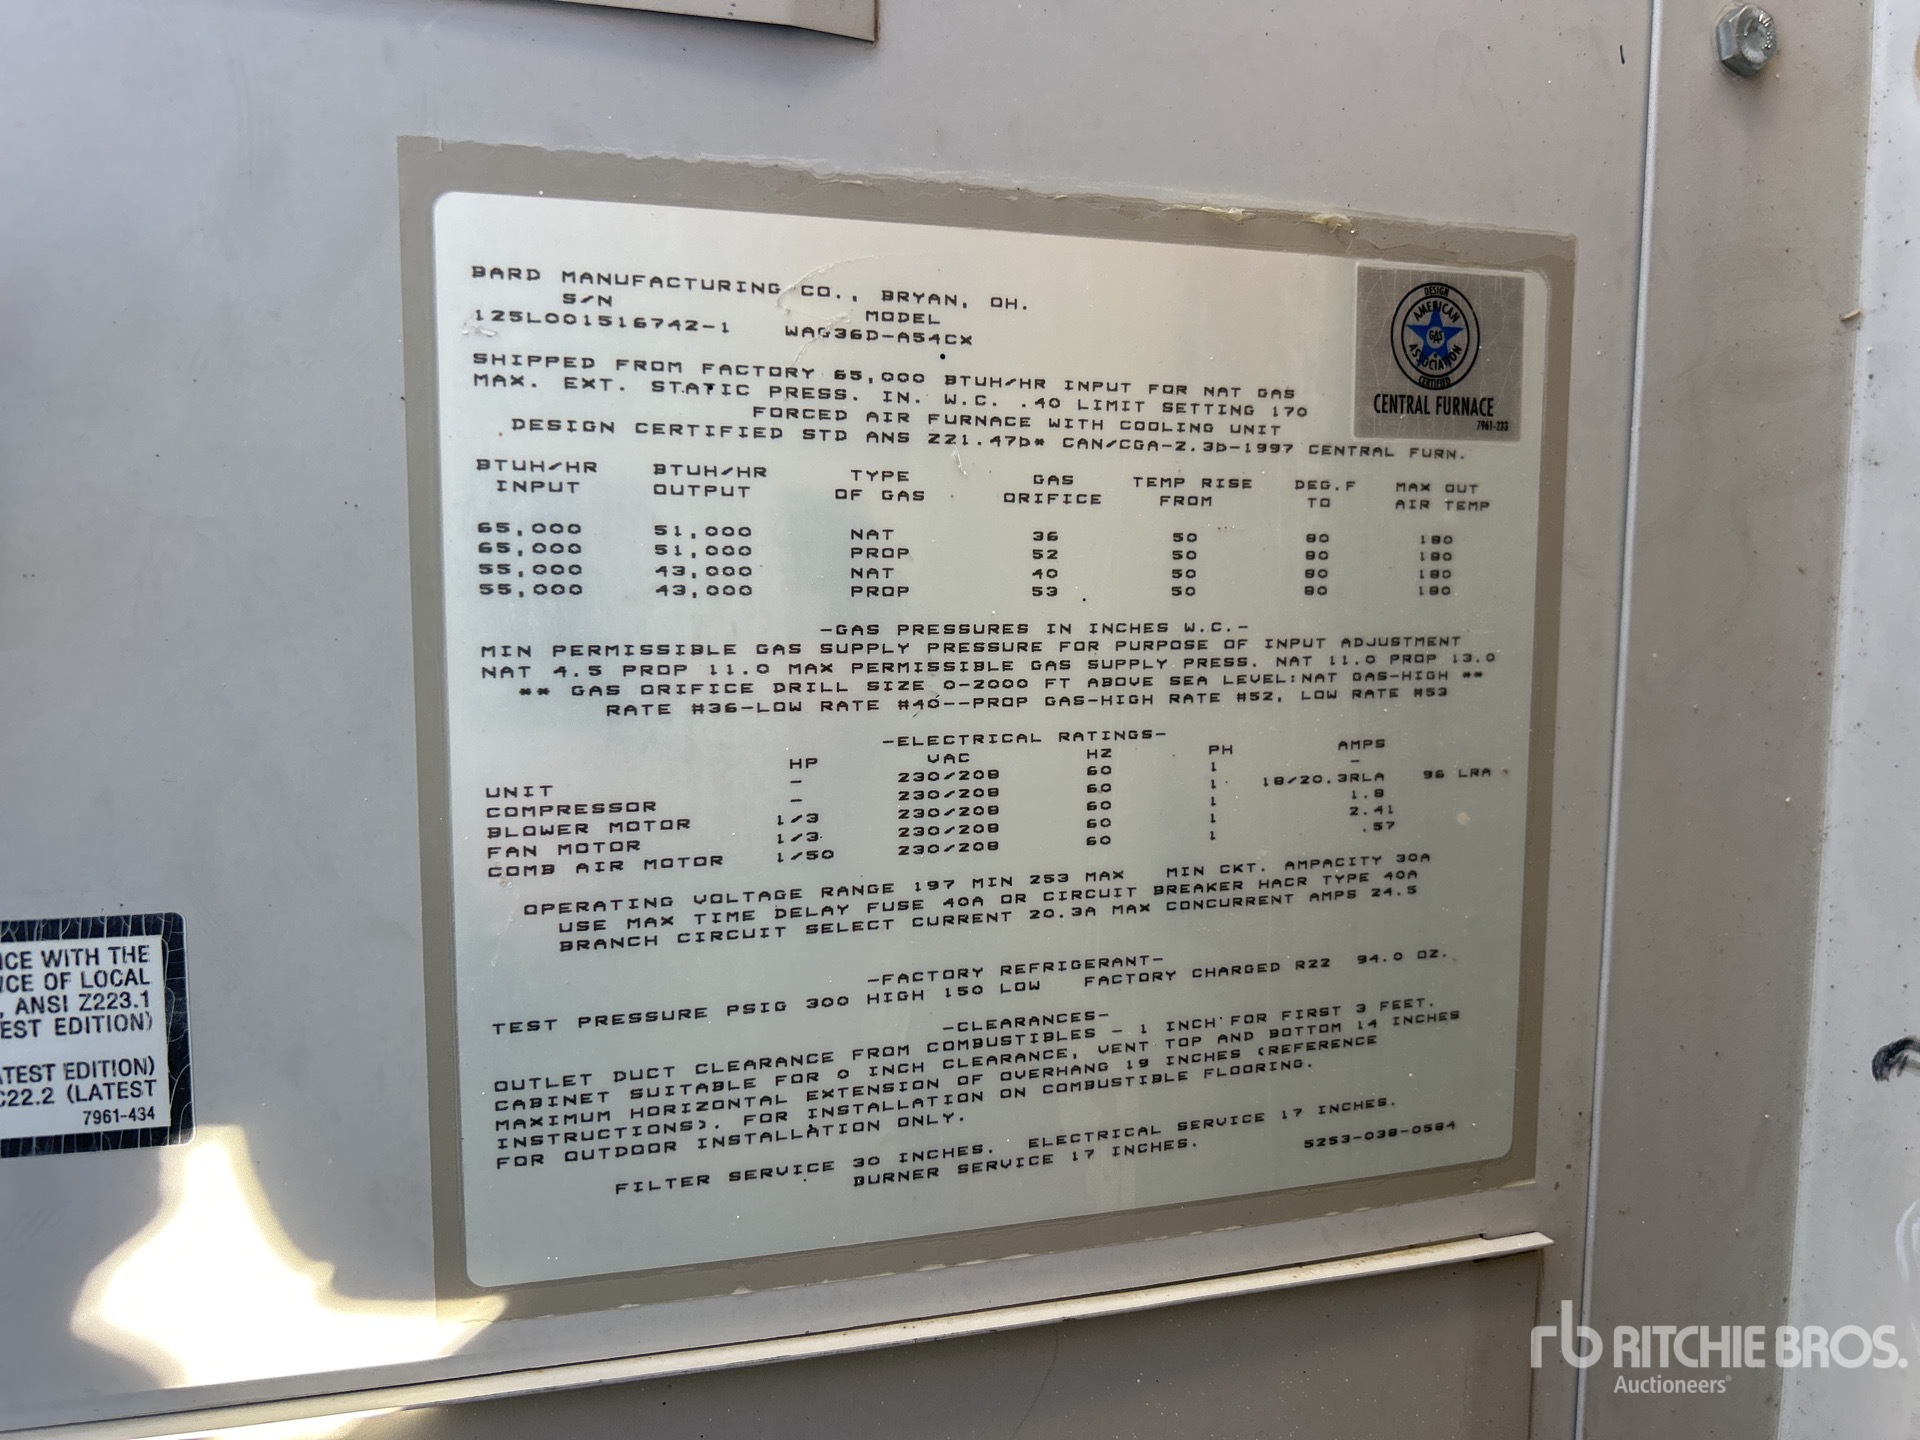 BARD MANUFACTURING CO., BRYAN, OH.
S/N MODEL
125L001516742-1 WAG36D-A54CX
SHIPPED FROM FACTORY 65,000 BTUH/HR INPUT FOR NAT GAS
MAX. EXT. STATIC PRESS. IN. W.C. .40 LIMIT SETTING 170
FORCED AIR FURNACE WITH COOLING UNIT
DESIGN CERTIFIED STD ANS Z21.47b* CAN/CGA-2.3b-1997 CENTRAL FURN.
DESIGN
AMERICAN
GAS
ASSOCIATION
CERTIFIED
CENTRAL FURNACE
7961-233
BTUH/HR BTUH/HR TYPE GAS TEMP RISE DEG.F MAX OUT
INPUT OUTPUT OF GAS ORIFICE FROM TO AIR TEMP
65,000 51,000 NAT 36 50 80 180
65,000 51,000 PROP 52 50 80 180
55,000 43,000 NAT 40 50 80 180
55,000 43,000 PROP 53 50 80 180
-GAS PRESSURES IN INCHES W.C.-
MIN PERMISSIBLE GAS SUPPLY PRESSURE FOR PURPOSE OF INPUT ADJUSTMENT
NAT 4.5 PROP 11.0 MAX PERMISSIBLE GAS SUPPLY PRESS. NAT 11.0 PROP 13.0
** GAS ORIFICE DRILL SIZE 0-2000 FT ABOVE SEA LEVEL:NAT GAS-HIGH **
RATE #36-LOW RATE #40--PROP GAS-HIGH RATE #52, LOW RATE #53
-ELECTRICAL RATINGS-
HP VAC HZ PH AMPS
UNIT - 230/208 60 1 -
COMPRESSOR - 230/208 60 1 18/20.3RLA 96 LRA
BLOWER MOTOR 1/3 230/208 60 1 1.8
FAN MOTOR 1/3 230/208 60 1 2.41
COMB AIR MOTOR 1/50 230/208 60 1 .57
OPERATING VOLTAGE RANGE 197 MIN 253 MAX MIN CKT. AMPACITY 30A
USE MAX TIME DELAY FUSE 40A OR CIRCUIT BREAKER HACR TYPE 40A
BRANCH CIRCUIT SELECT CURRENT 20.3A MAX CONCURRENT AMPS 24.5
-FACTORY REFRIGERANT-
TEST PRESSURE PSIG 300 HIGH 150 LOW FACTORY CHARGED R22 94.0 OZ.
-CLEARANCES-
OUTLET DUCT CLEARANCE FROM COMBUSTIBLES - 1 INCH FOR FIRST 3 FEET.
CABINET SUITABLE FOR 0 INCH CLEARANCE, VENT TOP AND BOTTOM 14 INCHES
MAXIMUM HORIZONTAL EXTENSION OF OVERHANG 19 INCHES (REFERENCE
INSTRUCTIONS). FOR INSTALLATION ON COMBUSTIBLE FLOORING.
FOR OUTDOOR INSTALLATION ONLY.
FILTER SERVICE 30 INCHES. ELECTRICAL SERVICE 17 INCHES.
BURNER SERVICE 17 INCHES. 5253-038-0584
NCE WITH THE
CE OF LOCAL
, ANSI Z223.1
EST EDITION)
ATEST EDITION)
C22.2 (LATEST
7961-434
rb RITCHIE BROS.
Auctioneers